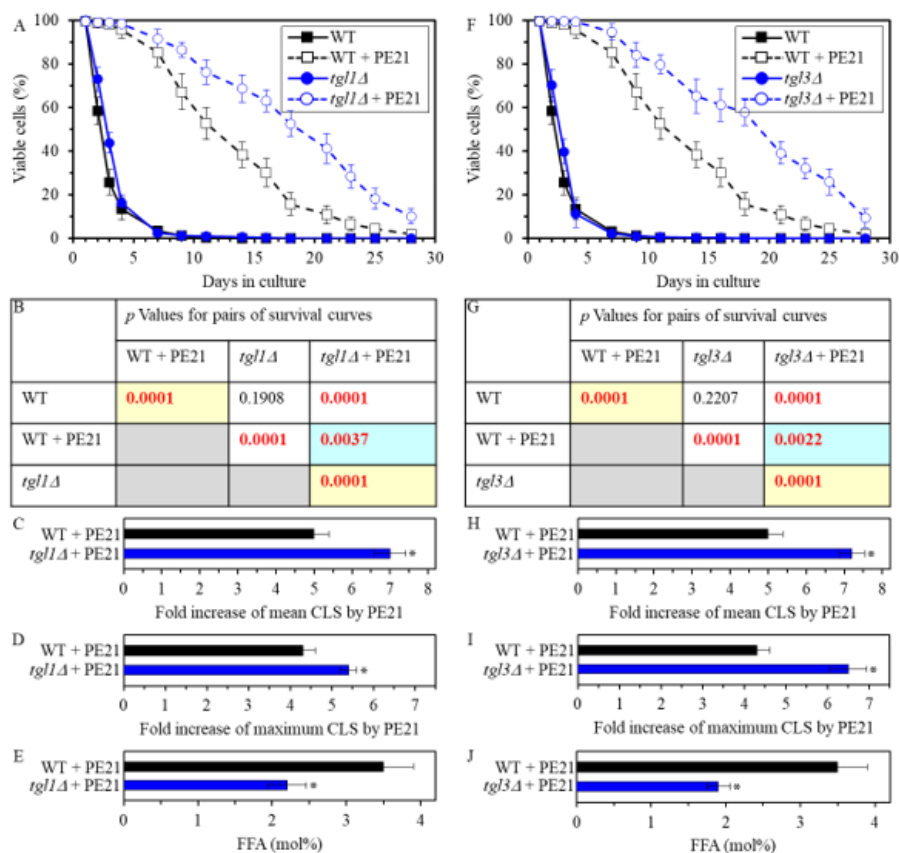 A
Viable cells (%)
100
80
60
40
20
0
WT
WT + PE21
tgl1Δ
tgl1Δ + PE21
0 5 10 15 20 25 30
Days in culture
F
Viable cells (%)
100
80
60
40
20
0
WT
WT + PE21
tgl3Δ
tgl3Δ + PE21
0 5 10 15 20 25 30
Days in culture
B
p Values for pairs of survival curves
WT + PE21 tgl1Δ tgl1Δ + PE21
WT 0.0001 0.1908 0.0001
WT + PE21 0.0001 0.0037
tgl1Δ 0.0001
G
p Values for pairs of survival curves
WT + PE21 tgl3Δ tgl3Δ + PE21
WT 0.0001 0.2207 0.0001
WT + PE21 0.0001 0.0022
tgl3Δ 0.0001
C
WT + PE21
tgl1Δ + PE21 *
0 1 2 3 4 5 6 7 8
Fold increase of mean CLS by PE21
H
WT + PE21
tgl3Δ + PE21 *
0 1 2 3 4 5 6 7 8
Fold increase of mean CLS by PE21
D
WT + PE21
tgl1Δ + PE21 *
0 1 2 3 4 5 6 7
Fold increase of maximum CLS by PE21
I
WT + PE21
tgl3Δ + PE21 *
0 1 2 3 4 5 6 7
Fold increase of maximum CLS by PE21
E
WT + PE21
tgl1Δ + PE21 *
0 1 2 3 4
FFA (mol%)
J
WT + PE21
tgl3Δ + PE21 *
0 1 2 3 4
FFA (mol%)